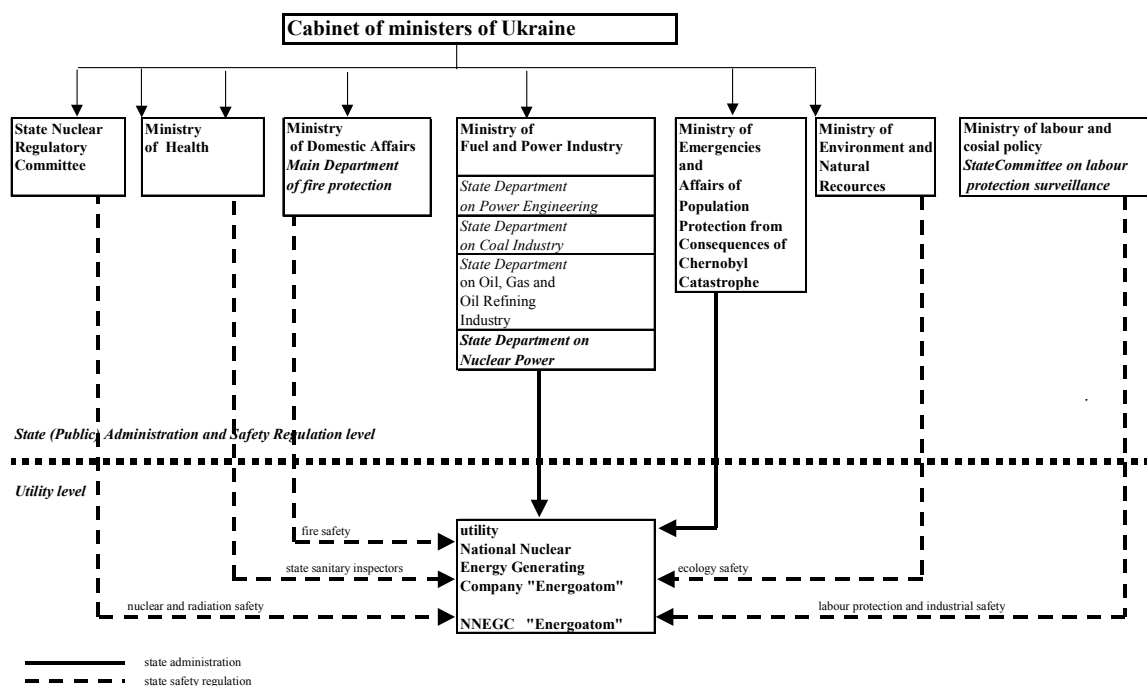 Cabinet of ministers of Ukraine
State Nuclear
Regulatory
Committee
Ministry
of Health
Ministry
of Domestic Affairs
Main Department
of fire protection
Ministry of
Fuel and Power Industry
State Department
on Power Engineering
State Department
on Coal Industry
State Department
on Oil, Gas and
Oil Refining
Industry
State Department on
Nuclear Power
Ministry of
Emergencies
and
Affairs of
Population
Protection from
Consequences of
Chernobyl
Catastrophe
Ministry of
Environment and
Natural
Recources
Ministry of labour and
cosial policy
StateCommittee on labour
protection surveillance
State (Public) Administration and Safety Regulation level
Utility level
fire safety
state sanitary inspectors
nuclear and radiation safety
utility
National Nuclear
Energy Generating
Company "Energoatom"
NNEGC "Energoatom"
ecology safety
labour protection and industrial safety
state administration
state safety regulation